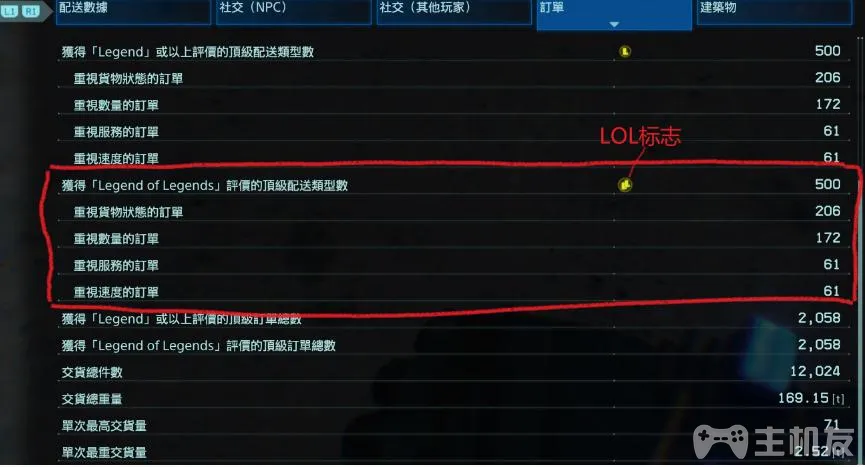 L1 R1 配送數據 社交（NPC） 社交（其他玩家） 訂單 建築物
獲得「Legend」或以上評價的頂級配送類型數 500
重視貨物狀態的訂單 206
重視數量的訂單 172
重視服務的訂單 61
LOL标志
重視速度的訂單 61
獲得「Legend of Legends」評價的頂級配送類型數 500
重視貨物狀態的訂單 206
重視數量的訂單 172
重視服務的訂單 61
重視速度的訂單 61
獲得「Legend」或以上評價的頂級訂單總數 2,058
獲得「Legend of Legends」評價的頂級訂單總數 2,058
交貨總件數 12,024
交貨總重量 169.15[t]
單次最高交貨量 71
單次最重交貨量 2.52[t]
主机友